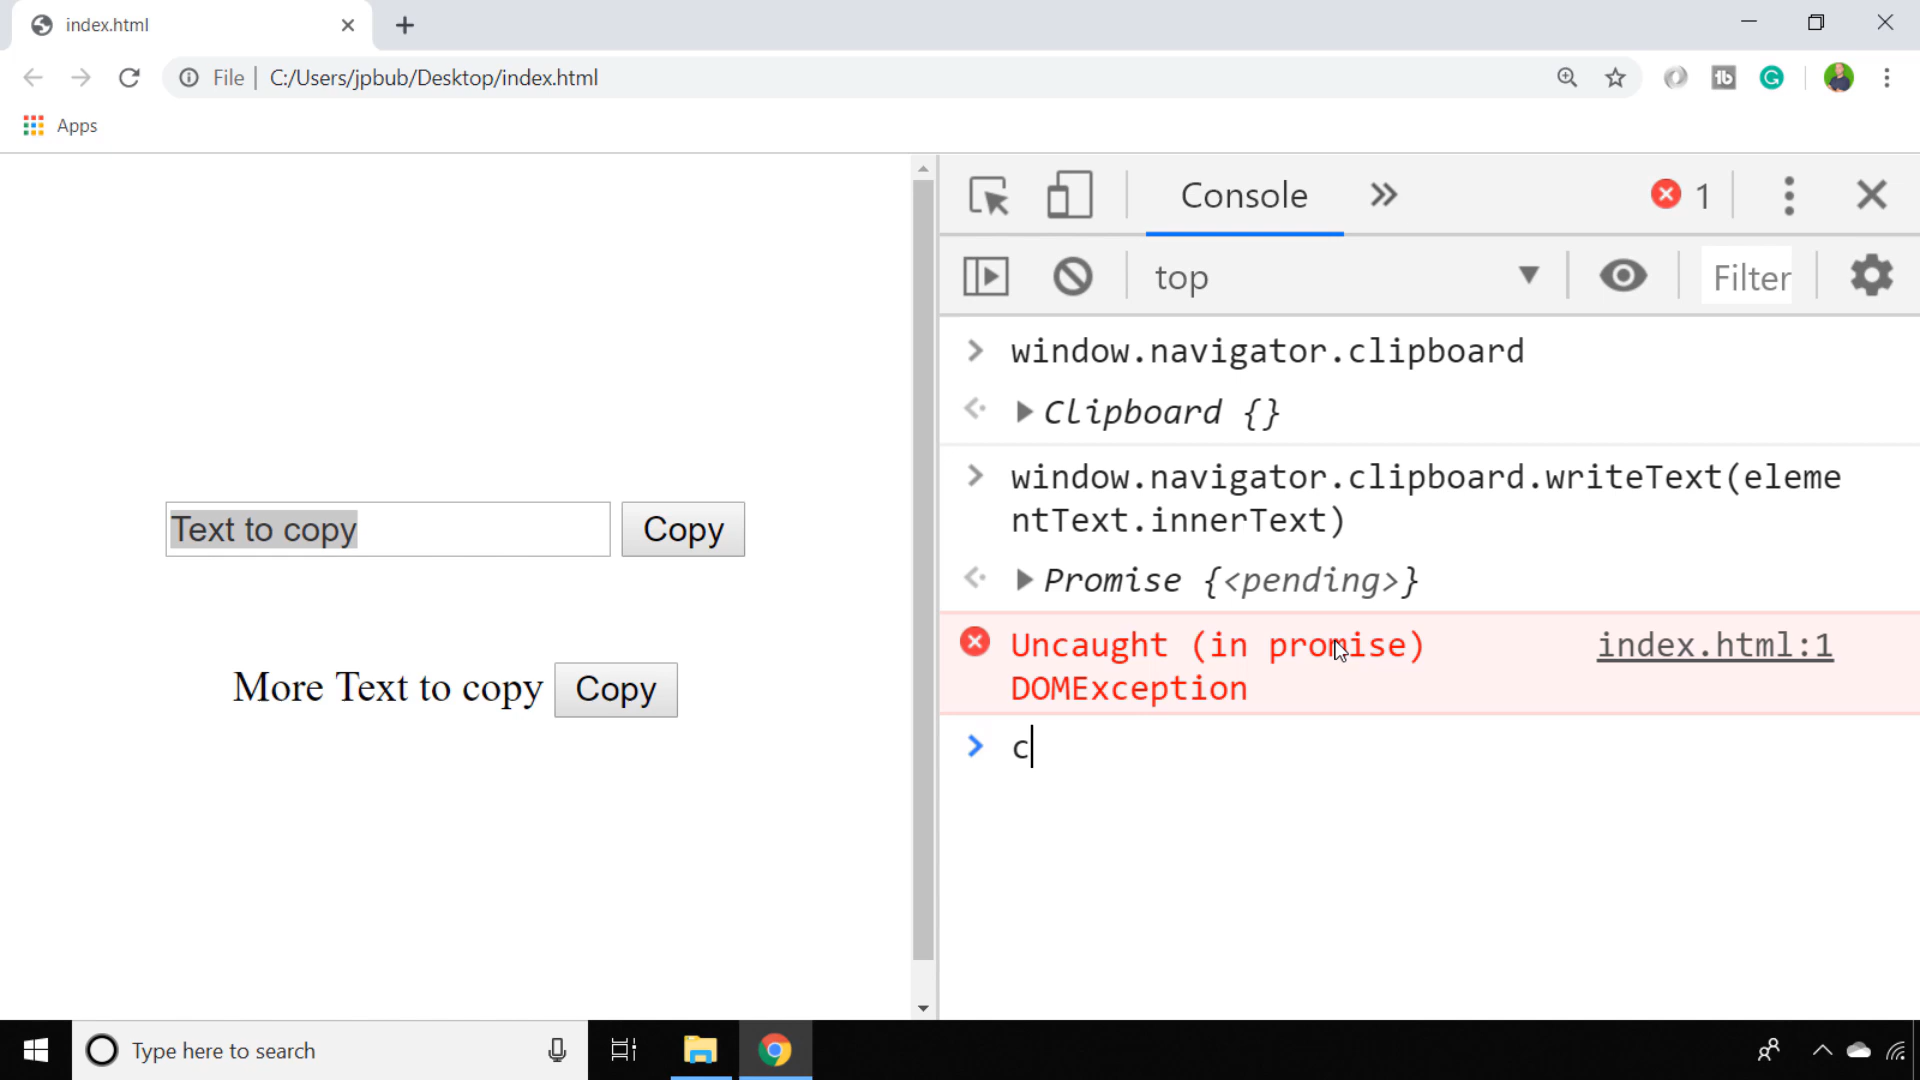 index.html
File | C:/Users/jpbub/Desktop/index.html
Apps
Console
1
top
Filter
window.navigator.clipboard
Clipboard {}
window.navigator.clipboard.writeText(eleme
ntText.innerText)
Promise {<pending>}
Uncaught (in promise) index.html:1
DOMException
c
Text to copy Copy
More Text to copy Copy
Type here to search